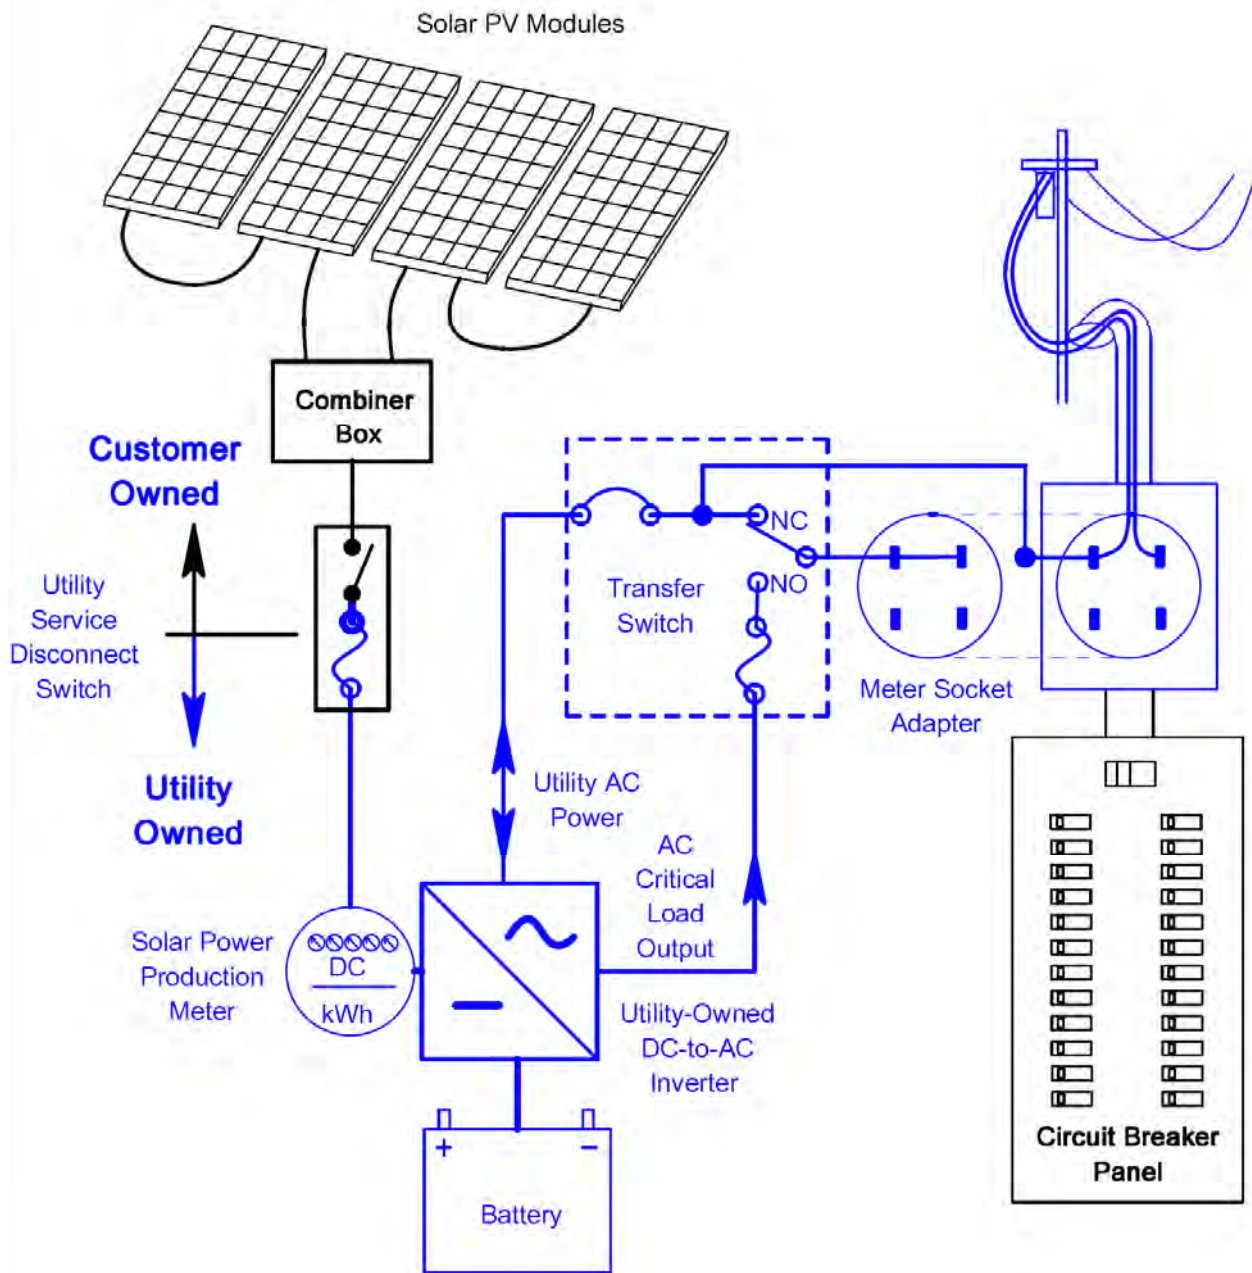 Solar PV Modules
Combiner
Box
Customer
Owned
Utility
Service
Disconnect
Switch
Utility
Owned
NC
NO
Transfer
Switch
Meter Socket
Adapter
Utility AC
Power
AC
Critical
Load
Output
Solar Power
Production
Meter
DC
kWh
Utility-Owned
DC-to-AC
Inverter
+
−
Battery
Circuit Breaker
Panel